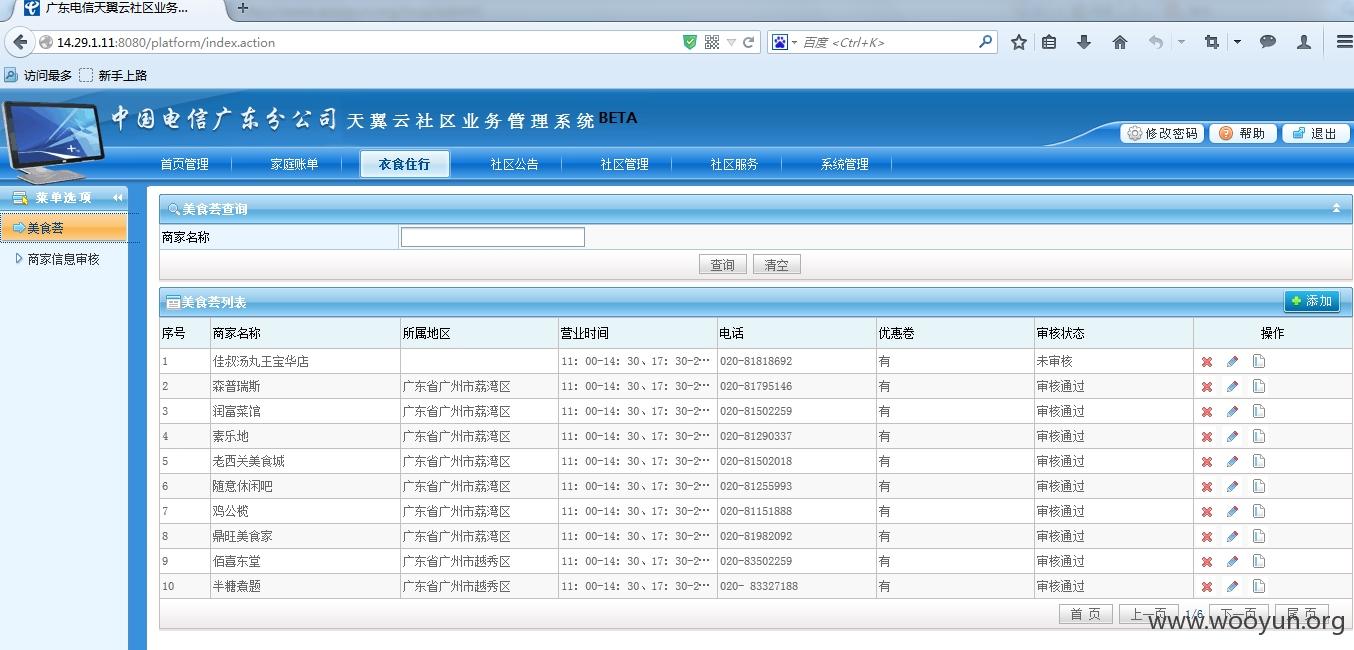 广东电信天翼云社区业务...
14.29.1.11:8080/platform/index.action
百度 <Ctrl+K>
访问最多 新手上路
中国电信广东分公司 天翼云社区业务管理系统 BETA
修改密码 帮助 退出
首页管理 家庭账单 衣食住行 社区公告 社区管理 社区服务 系统管理
菜单选项
美食荟
商家信息审核
美食荟查询
商家名称
查询 清空
美食荟列表 添加
序号 商家名称 所属地区 营业时间 电话 优惠卷 审核状态 操作
1 佳叔汤丸王宝华店 11：00-14：30、17：30-2… 020-81818692 有 未审核
2 森普瑞斯 广东省广州市荔湾区 11：00-14：30、17：30-2… 020-81795146 有 审核通过
3 润富菜馆 广东省广州市荔湾区 11：00-14：30、17：30-2… 020-81502259 有 审核通过
4 素乐地 广东省广州市荔湾区 11：00-14：30、17：30-2… 020-81290337 有 审核通过
5 老西关美食城 广东省广州市荔湾区 11：00-14：30、17：30-2… 020-81502018 有 审核通过
6 随意休闲吧 广东省广州市荔湾区 11：00-14：30、17：30-2… 020-81255993 有 审核通过
7 鸡公榄 广东省广州市荔湾区 11：00-14：30、17：30-2… 020-81151888 有 审核通过
8 鼎旺美食家 广东省广州市荔湾区 11：00-14：30、17：30-2… 020-81982092 有 审核通过
9 佰喜东堂 广东省广州市越秀区 11：00-14：30、17：30-2… 020-83502259 有 审核通过
10 半糖煮题 广东省广州市越秀区 11：00-14：30、17：30-2… 020- 83327188 有 审核通过
首 页 上一页 1/6 下一页 尾 页
www.wooyun.org